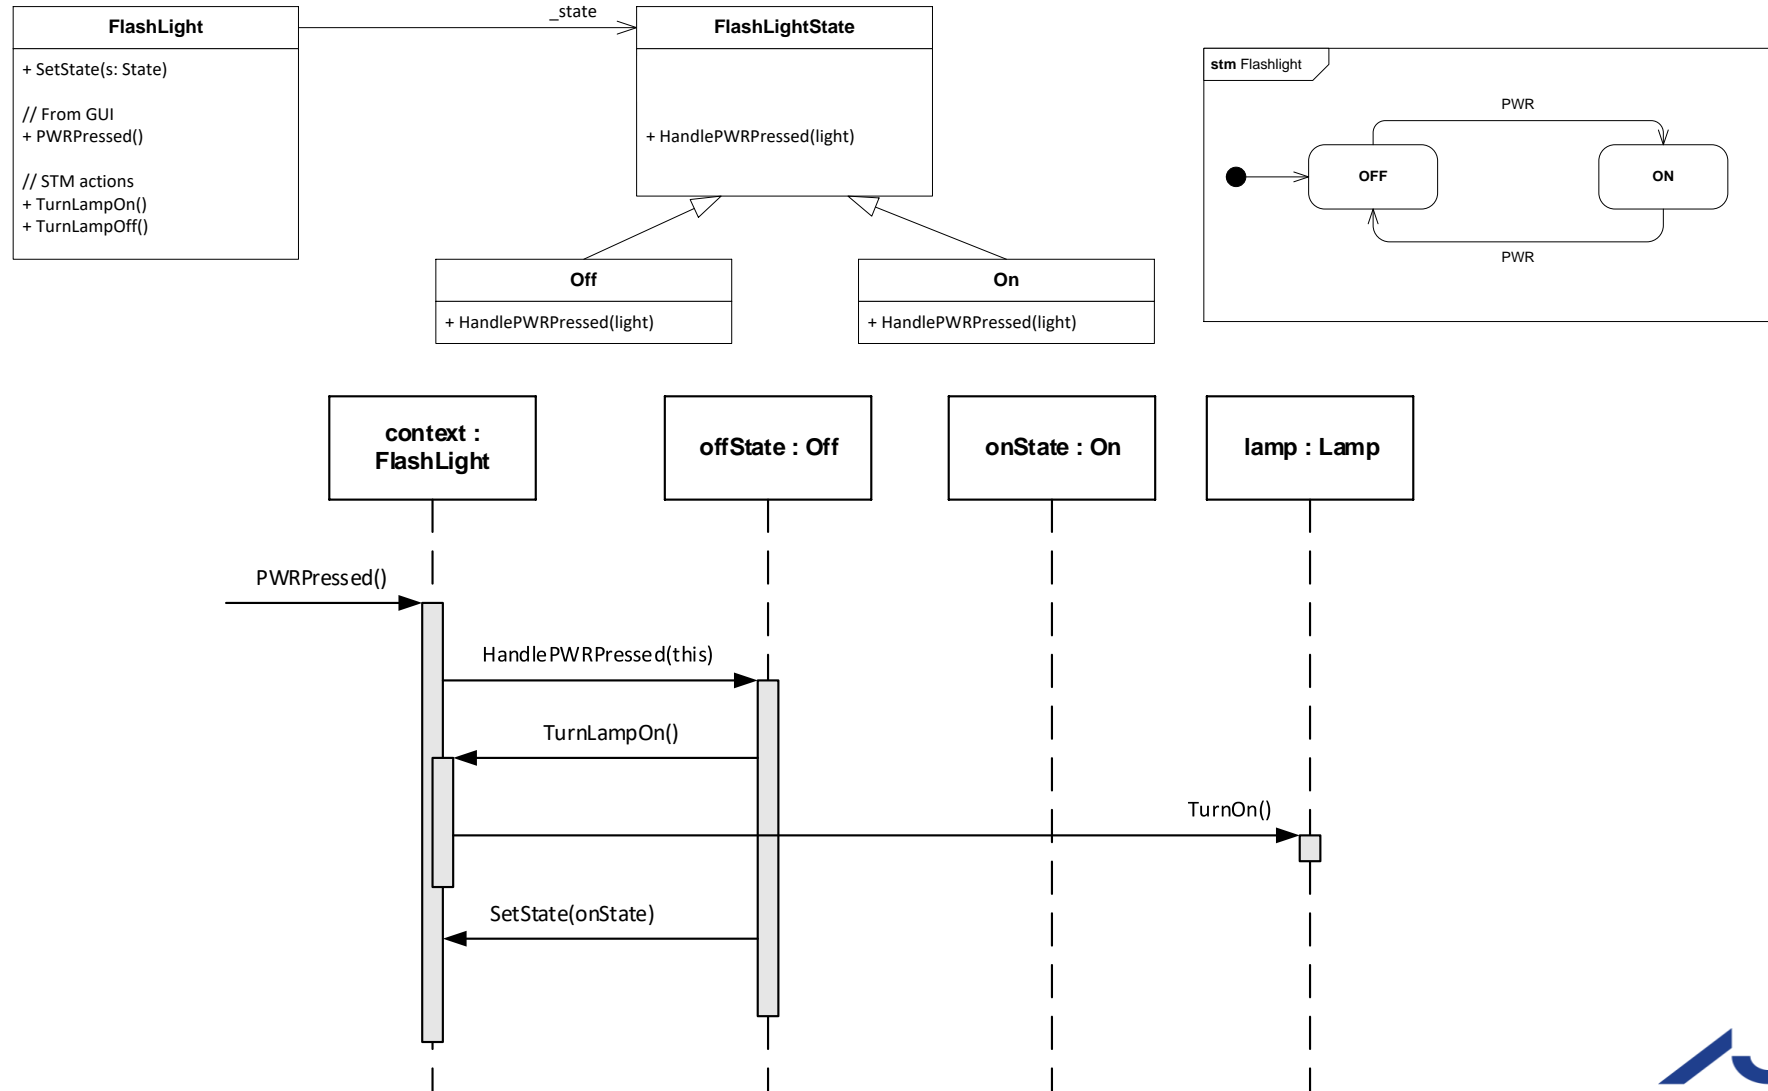 FlashLight
+ SetState(s: State)
// From GUI
+ PWRPressed()
// STM actions
+ TurnLampOn()
+ TurnLampOff()
_state
FlashLightState
+ HandlePWRPressed(light)
Off
+ HandlePWRPressed(light)
On
+ HandlePWRPressed(light)
stm Flashlight
PWR
OFF
ON
PWR
context :
FlashLight
offState : Off
onState : On
lamp : Lamp
PWRPressed()
HandlePWRPressed(this)
TurnLampOn()
TurnOn()
SetState(onState)